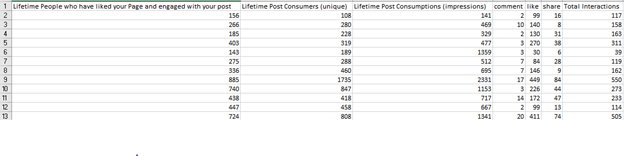 1 Lifetime People who have liked your Page and engaged with your post Lifetime Post Consumers (unique) Lifetime Post Consumptions (impressions) comment like share Total Interactions
2 156 108 141 2 99 16 117
3 266 280 469 10 140 8 158
4 185 228 329 2 130 31 163
5 403 319 477 3 270 38 311
6 143 189 1359 3 30 6 39
7 275 288 512 7 84 28 119
8 336 460 695 7 146 9 162
9 885 1735 2331 17 449 84 550
10 740 847 1153 3 226 44 273
11 438 418 717 14 172 47 233
12 447 458 667 2 99 13 114
13 724 808 1341 20 411 74 505